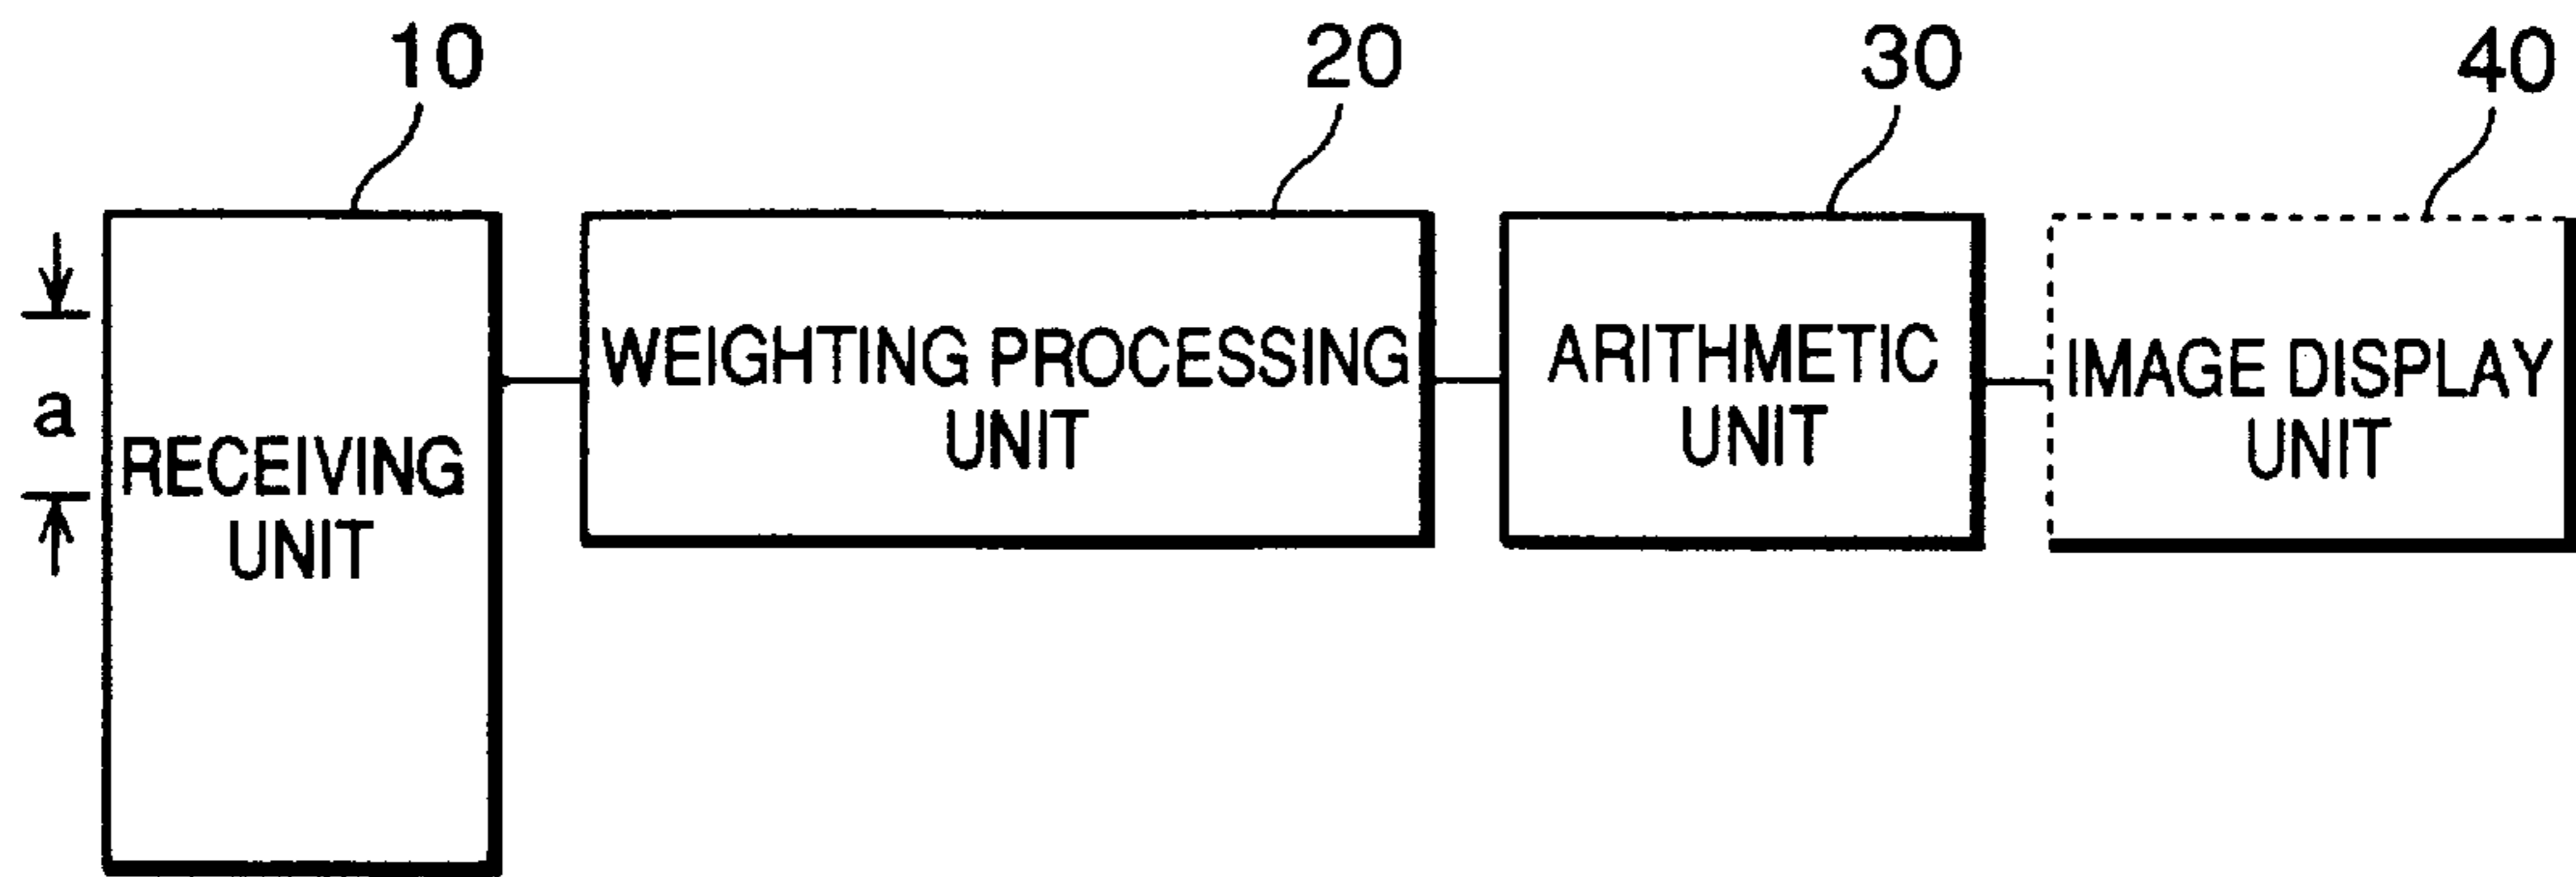 10
20
30
40
a
RECEIVING
UNIT
WEIGHTING PROCESSING
UNIT
ARITHMETIC
UNIT
IMAGE DISPLAY
UNIT